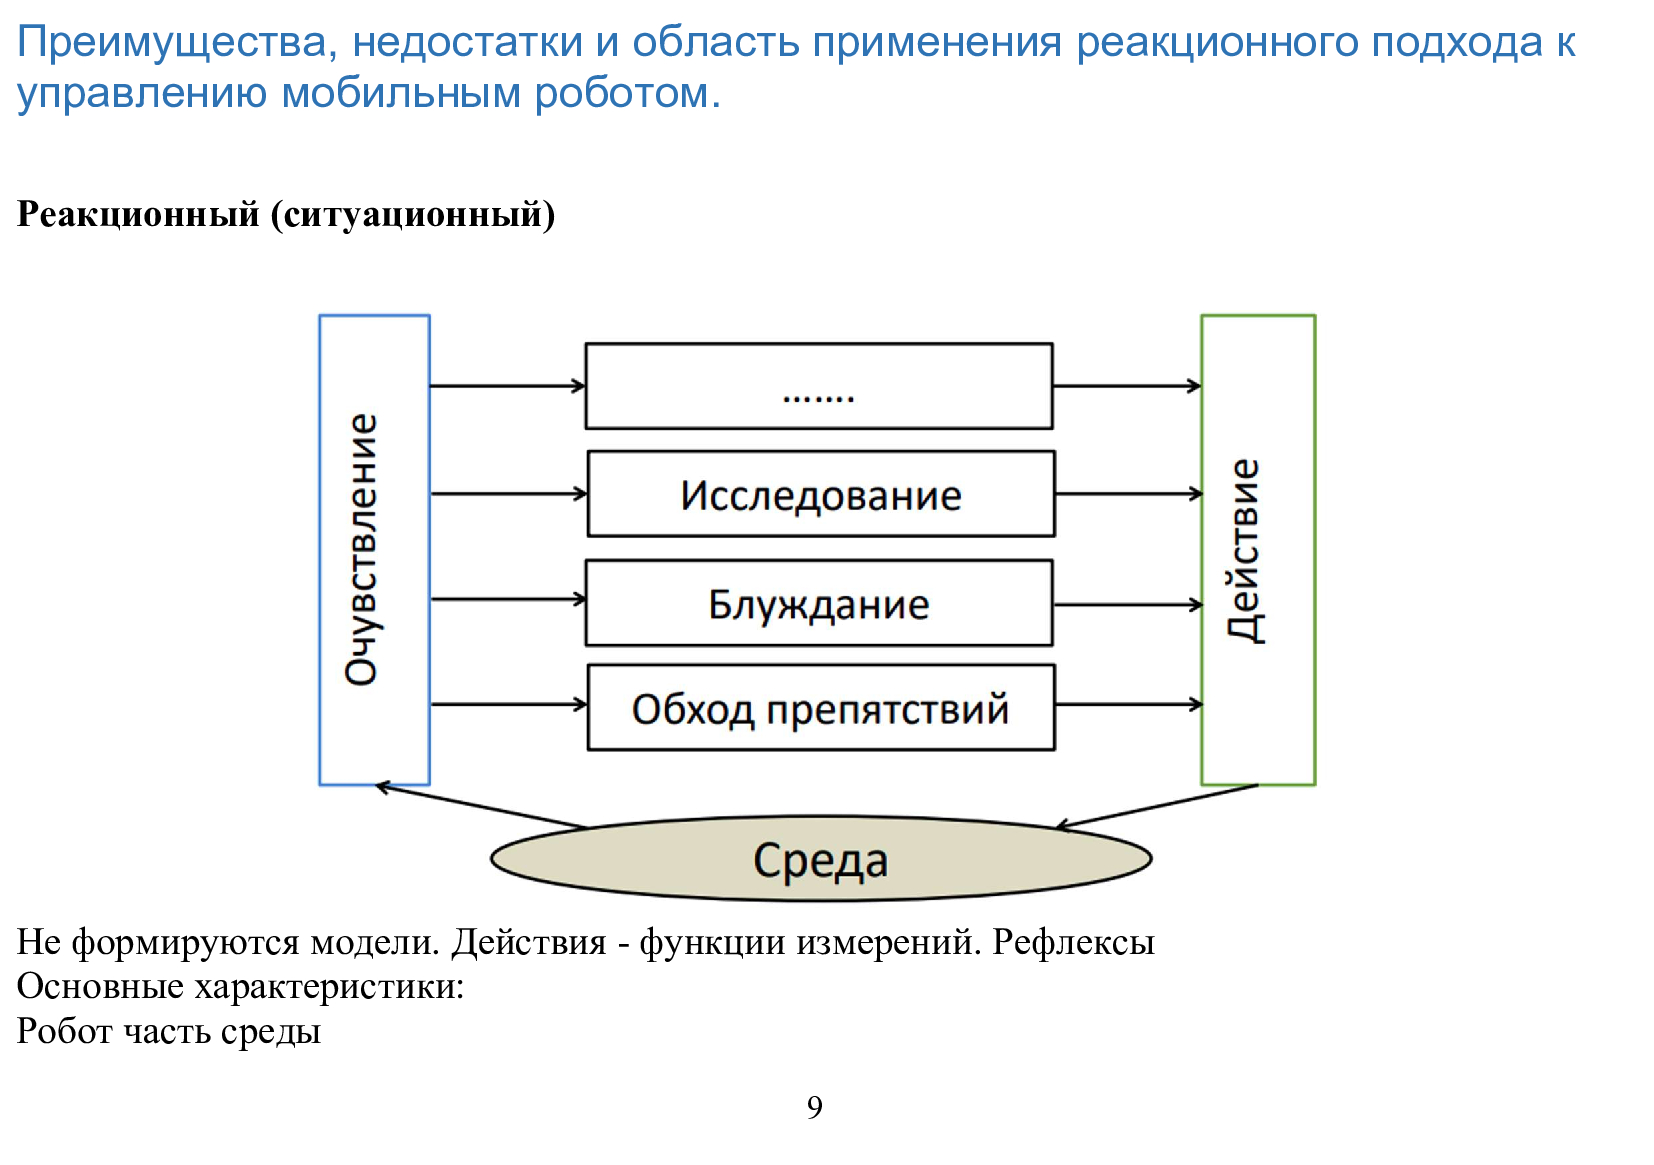 Преимущества, недостатки и область применения реакционного подхода к
управлению мобильным роботом.
Реакционный (ситуационный)
Очувствление
.......
Исследование
Блуждание
Обход препятствий
Действие
Среда
Не формируются модели. Действия - функции измерений. Рефлексы
Основные характеристики:
Робот часть среды
9